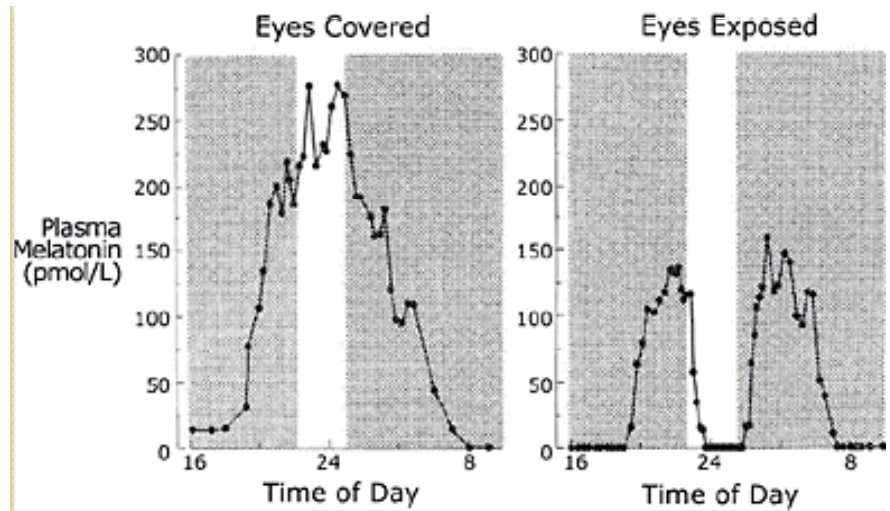 Eyes Covered
300
250
200
150
100
50
0
Plasma
Melatonin
(pmol/L)
16 24 8
Time of Day
Eyes Exposed
300
250
200
150
100
50
0
16 24 8
Time of Day